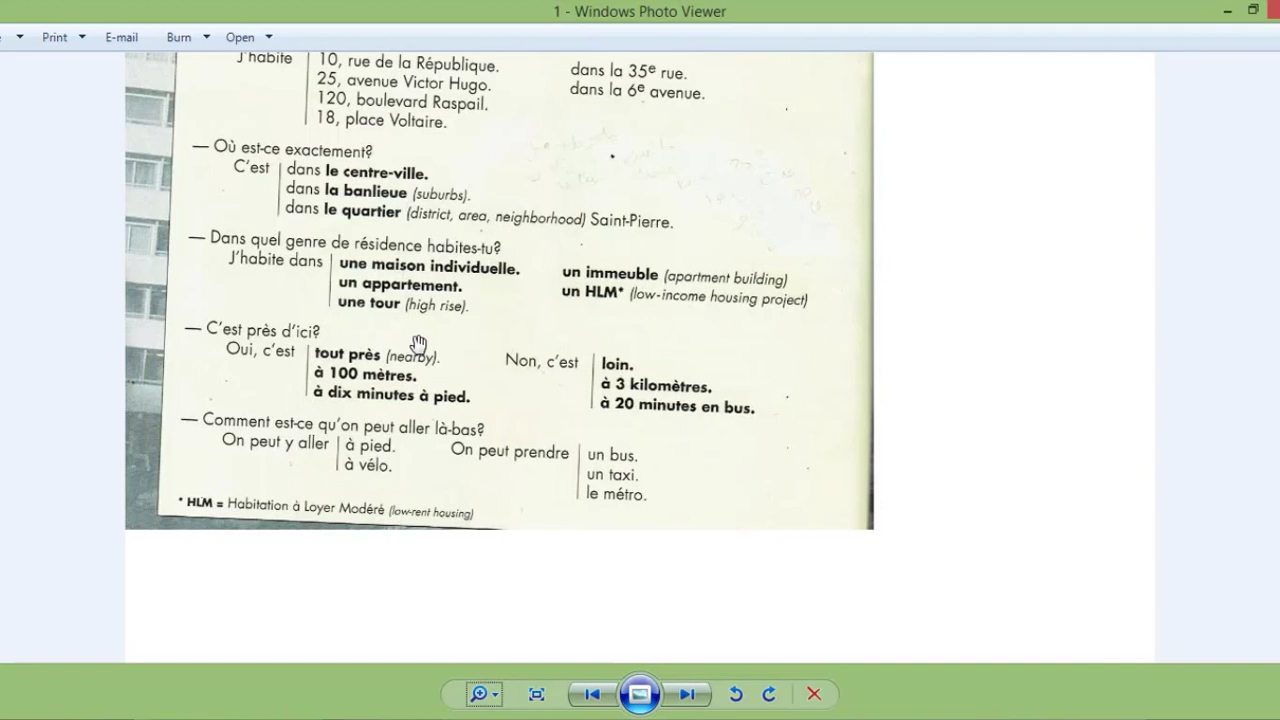 1 - Windows Photo Viewer
Print E-mail Burn Open
J'habite 10, rue de la République. dans la 35e rue.
25, avenue Victor Hugo. dans la 6e avenue.
120, boulevard Raspail.
18, place Voltaire.
— Où est-ce exactement?
C'est dans le centre-ville.
dans la banlieue (suburbs).
dans le quartier (district, area, neighborhood) Saint-Pierre.
— Dans quel genre de résidence habites-tu?
J'habite dans une maison individuelle. un immeuble (apartment building)
un appartement. un HLM* (low-income housing project)
une tour (high rise).
— C'est près d'ici?
Oui, c'est tout près (nearby). Non, c'est loin.
à 100 mètres. à 3 kilomètres.
à dix minutes à pied. à 20 minutes en bus.
— Comment est-ce qu'on peut aller là-bas?
On peut y aller à pied. On peut prendre un bus.
à vélo. un taxi.
le métro.
* HLM = Habitation à Loyer Modéré (low-rent housing)